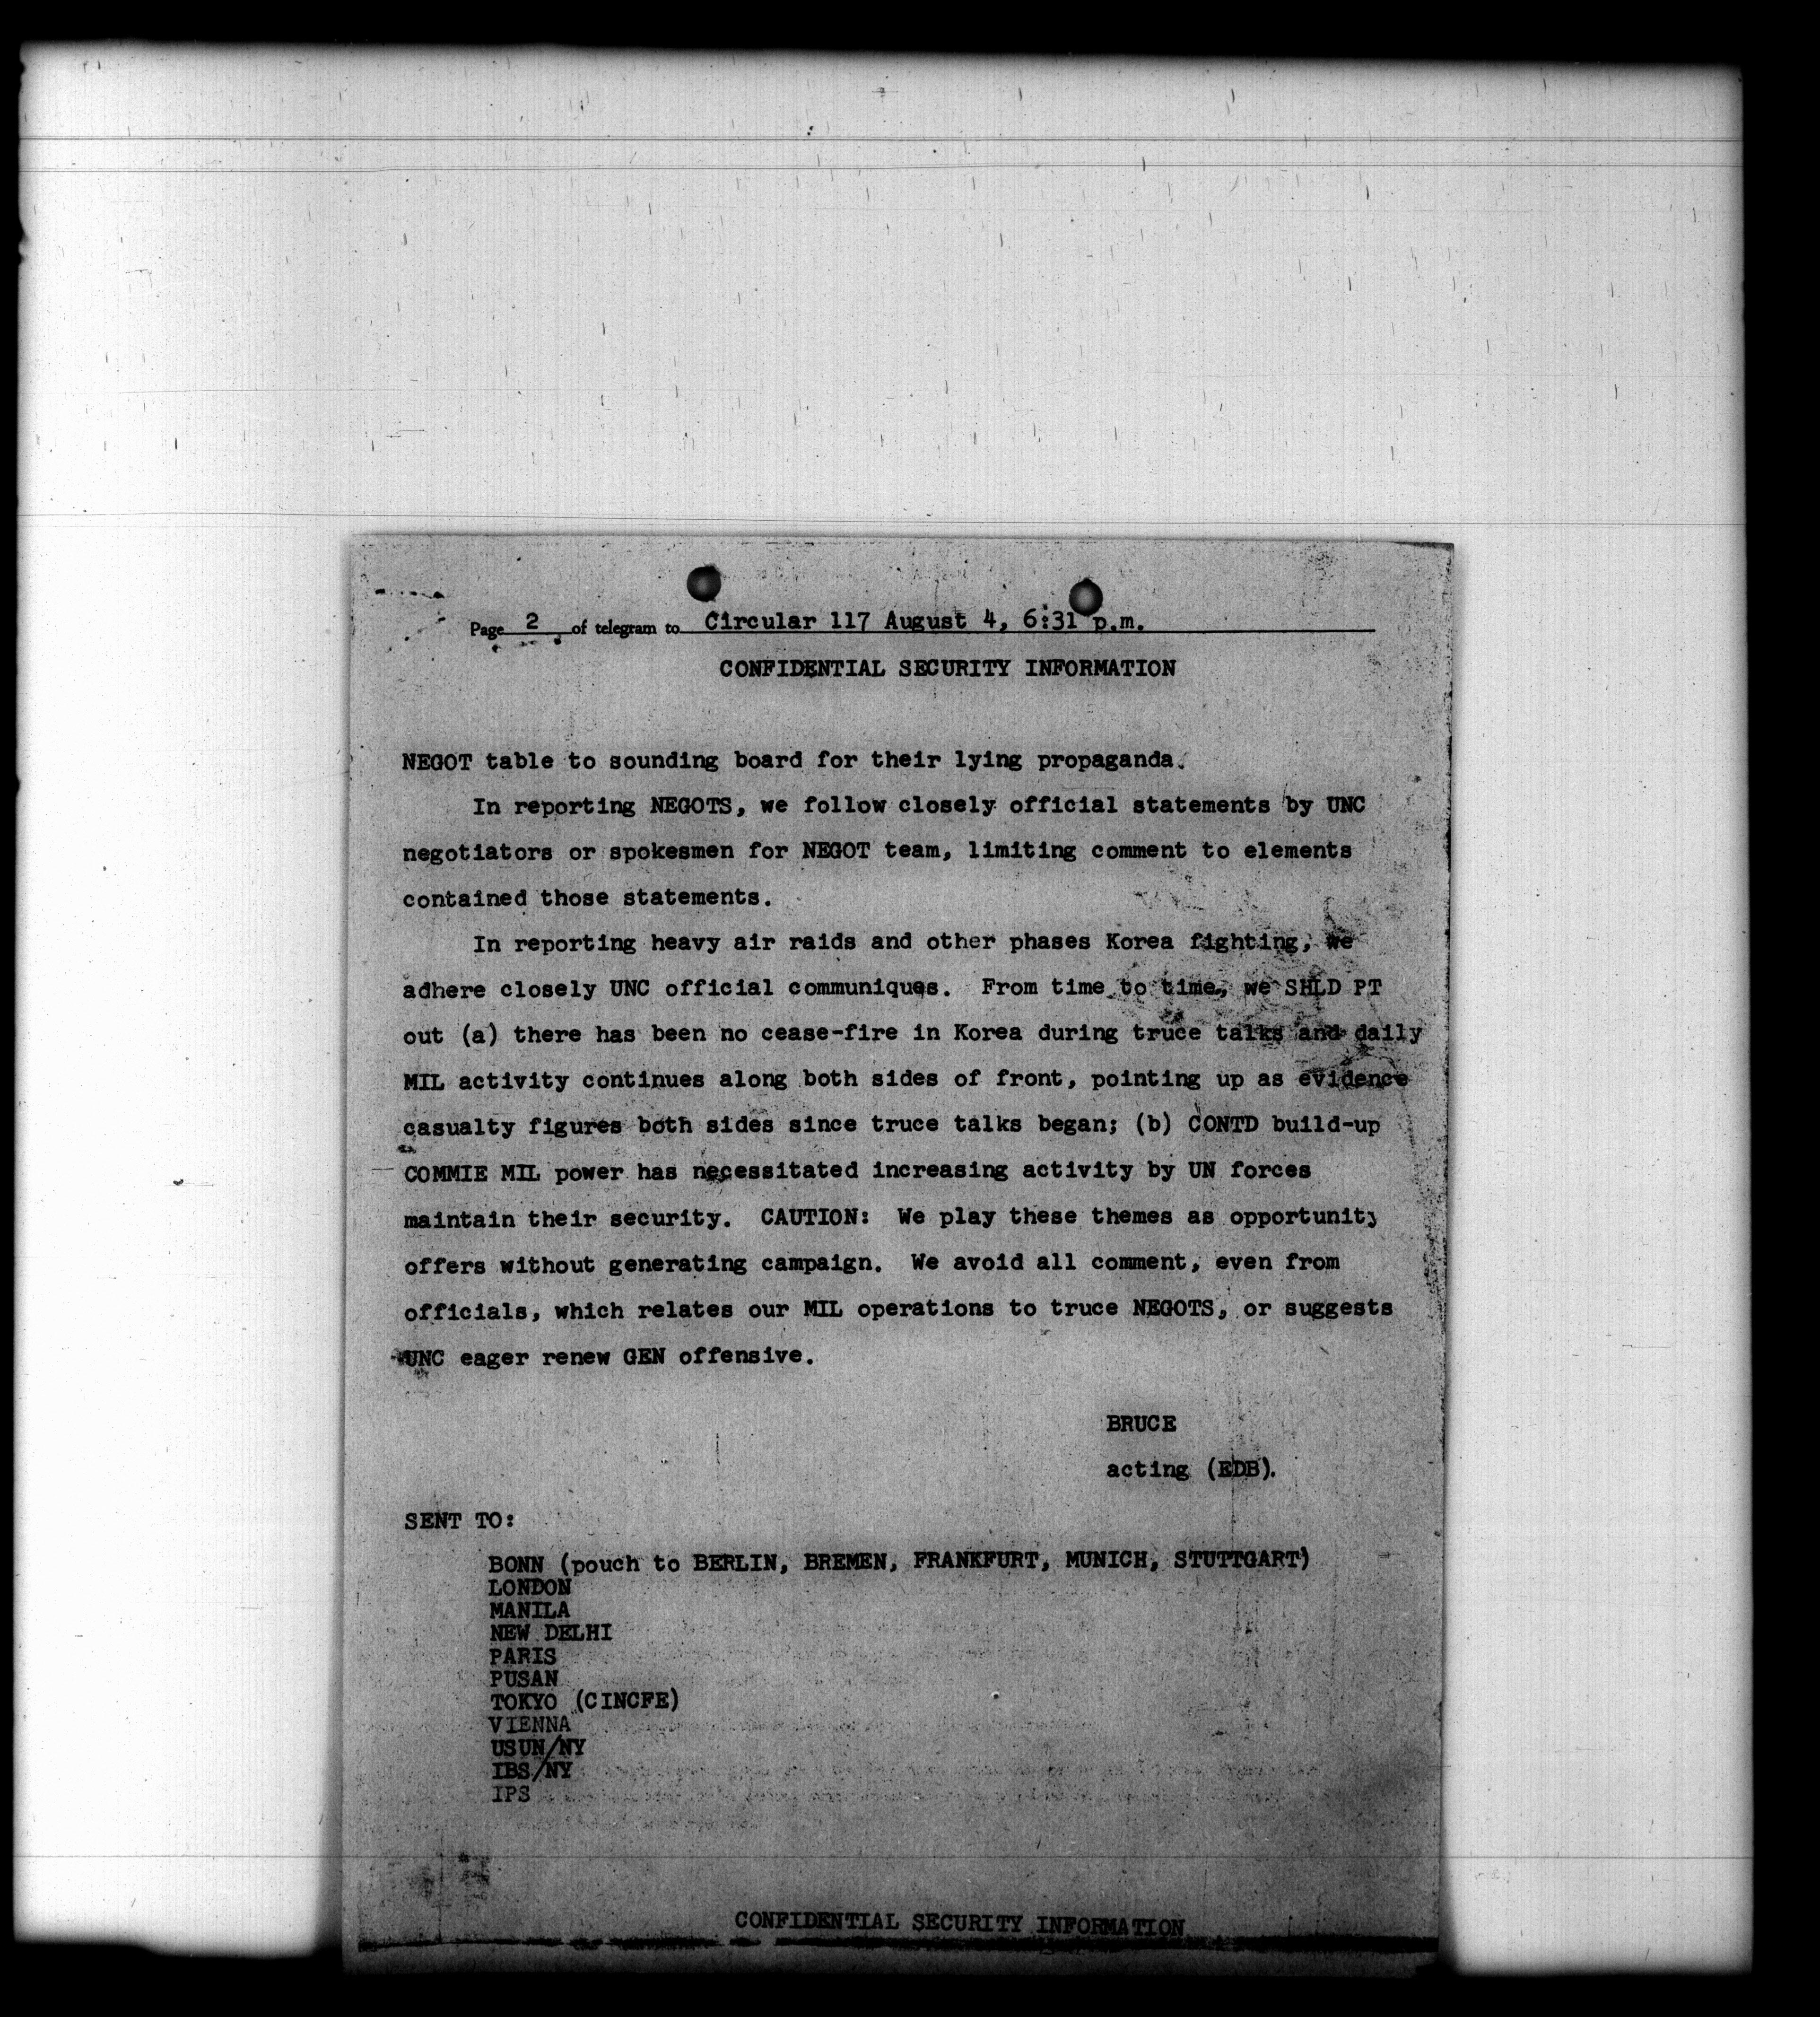 Page 2 of telegram to Circular 117 August 4, 6:31 p.m.
CONFIDENTIAL SECURITY INFORMATION
NEGOT table to sounding board for their lying propaganda.
In reporting NEGOTS, we follow closely official statements by UNC
negotiators or spokesmen for NEGOT team, limiting comment to elements
contained those statements.
In reporting heavy air raids and other phases Korea fighting, we
adhere closely UNC official communiques. From time to time, we SHLD PT
out (a) there has been no cease-fire in Korea during truce talks and daily
MIL activity continues along both sides of front, pointing up as evidence
casualty figures both sides since truce talks began; (b) CONTD build-up
COMMIE MIL power has necessitated increasing activity by UN forces
maintain their security. CAUTION: We play these themes as opportunity
offers without generating campaign. We avoid all comment, even from
officials, which relates our MIL operations to truce NEGOTS, or suggests
UNC eager renew GEN offensive.
BRUCE
acting (EDB).
SENT TO:
BONN (pouch to BERLIN, BREMEN, FRANKFURT, MUNICH, STUTTGART)
LONDON
MANILA
NEW DELHI
PARIS
PUSAN
TOKYO (CINCFE)
VIENNA
USUN/NY
IBS/NY
IPS
CONFIDENTIAL SECURITY INFORMATION